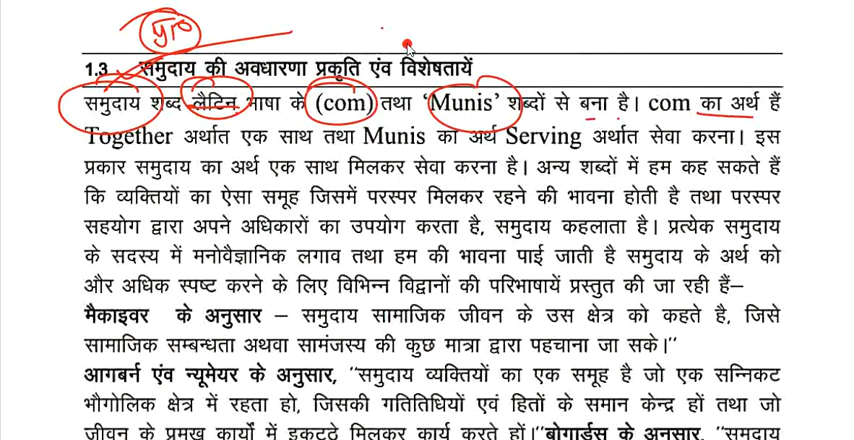 1.3 समुदाय की अवधारणा प्रकृति एंव विशेषतायें
समुदाय शब्द लैटिन भाषा के (com) तथा ‘Munis’ शब्दों से बना है। com का अर्थ हैं
Together अर्थात एक साथ तथा Munis का अर्थ Serving अर्थात सेवा करना। इस
प्रकार समुदाय का अर्थ एक साथ मिलकर सेवा करना है। अन्य शब्दों में हम कह सकते हैं
कि व्यक्तियों का ऐसा समूह जिसमें परस्पर मिलकर रहने की भावना होती है तथा परस्पर
सहयोग द्वारा अपने अधिकारों का उपयोग करता है, समुदाय कहलाता है। प्रत्येक समुदाय
के सदस्य में मनोवैज्ञानिक लगाव तथा हम की भावना पाई जाती है समुदाय के अर्थ को
और अधिक स्पष्ट करने के लिए विभिन्न विद्वानों की परिभाषायें प्रस्तुत की जा रही हैं–
मैकाइवर के अनुसार – समुदाय सामाजिक जीवन के उस क्षेत्र को कहते है, जिसे
सामाजिक सम्बन्धता अथवा सामंजस्य की कुछ मात्रा द्वारा पहचाना जा सके।’’
आगबर्न एंव न्यूमेयर के अनुसार, ‘‘समुदाय व्यक्तियों का एक समूह है जो एक सन्निकट
भौगोलिक क्षेत्र में रहता हो, जिसकी गतितिधियों एवं हितों के समान केन्द्र हों तथा जो
जीवन के प्रमुख कार्यों में इकटठे मिलकर कार्य करते हों।’’बोगार्डस के अनुसार, ‘‘समुदाय